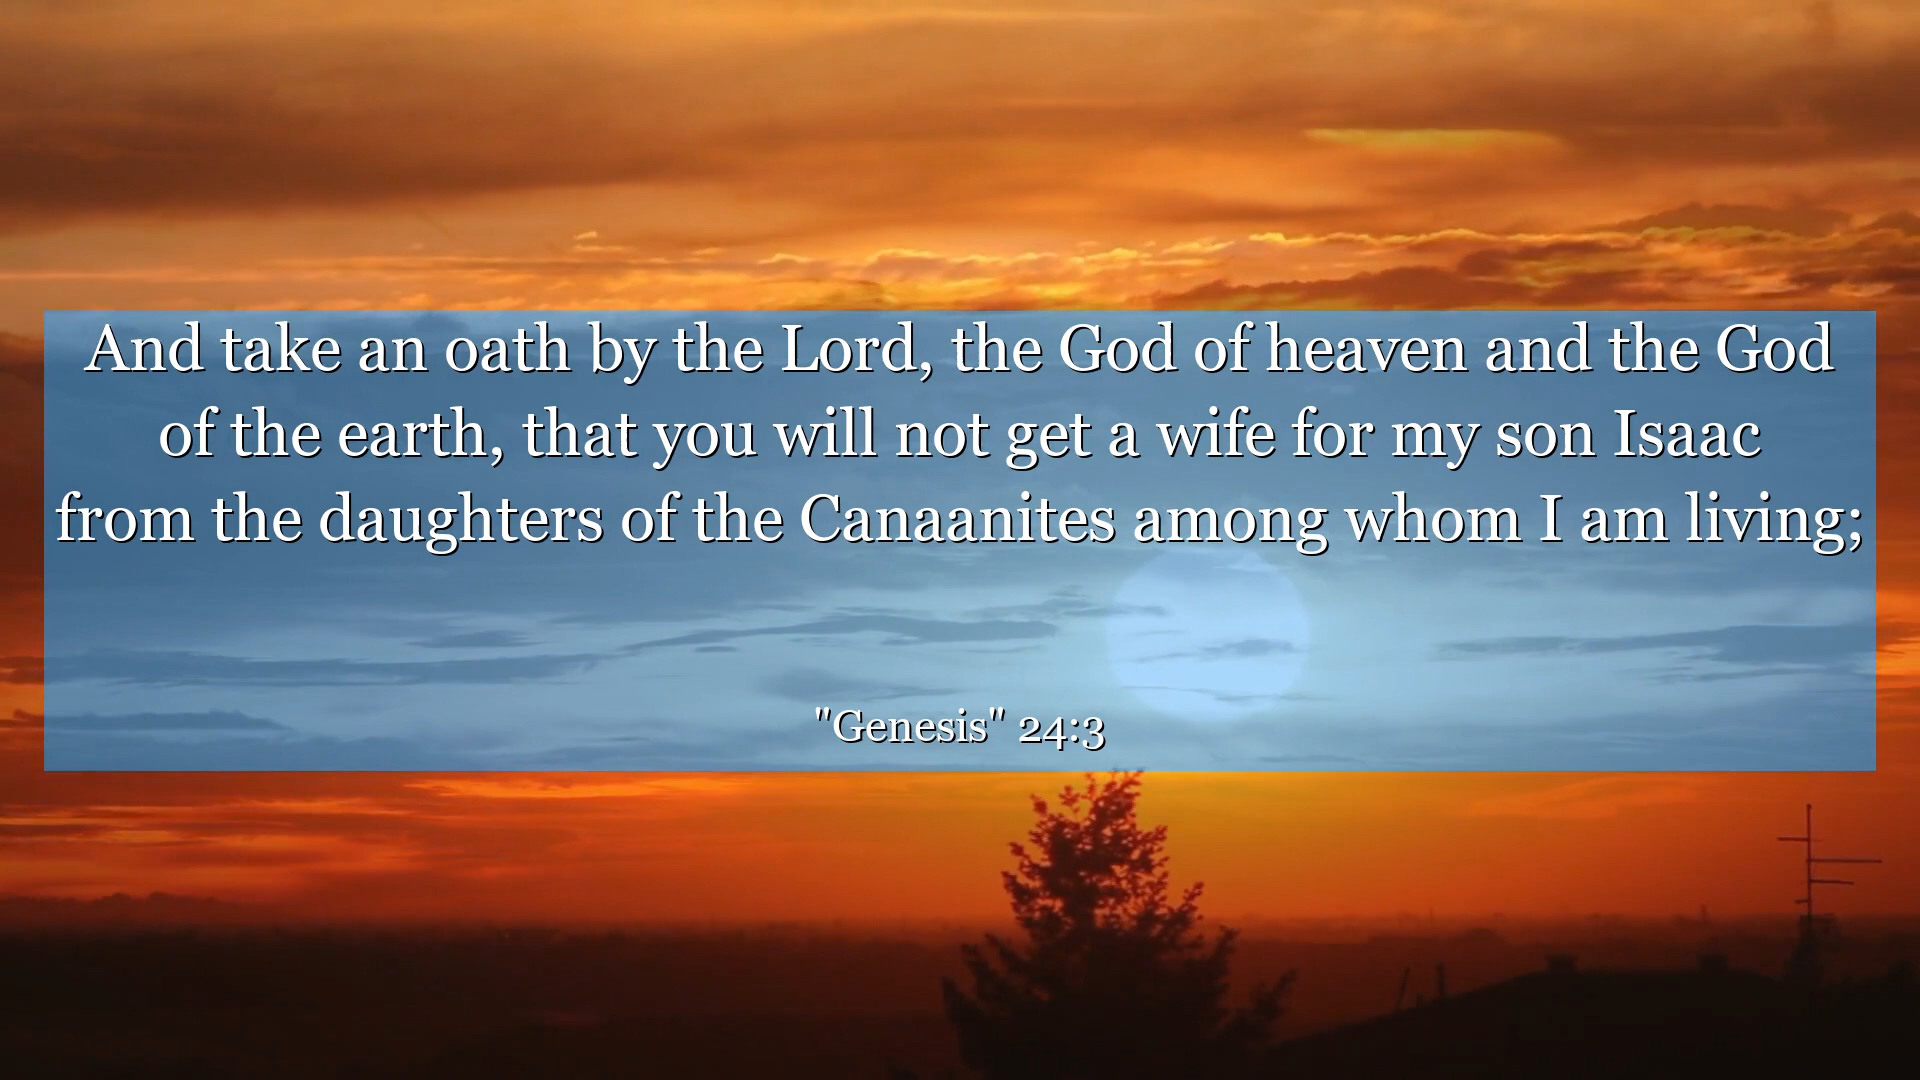 And take an oath by the Lord, the God of heaven and the God
of the earth, that you will not get a wife for my son Isaac
from the daughters of the Canaanites among whom I am living;
"Genesis" 24:3